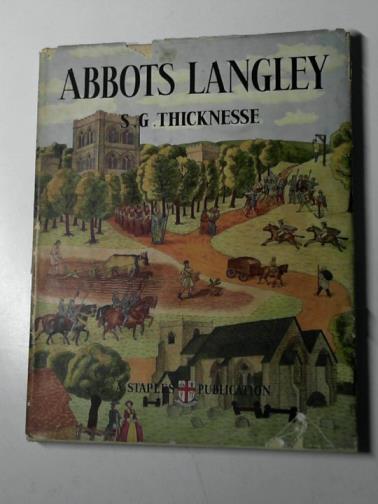 ABBOTS LANGLEY
S.G.THICKNESSE
A STAPLES PUBLICATION